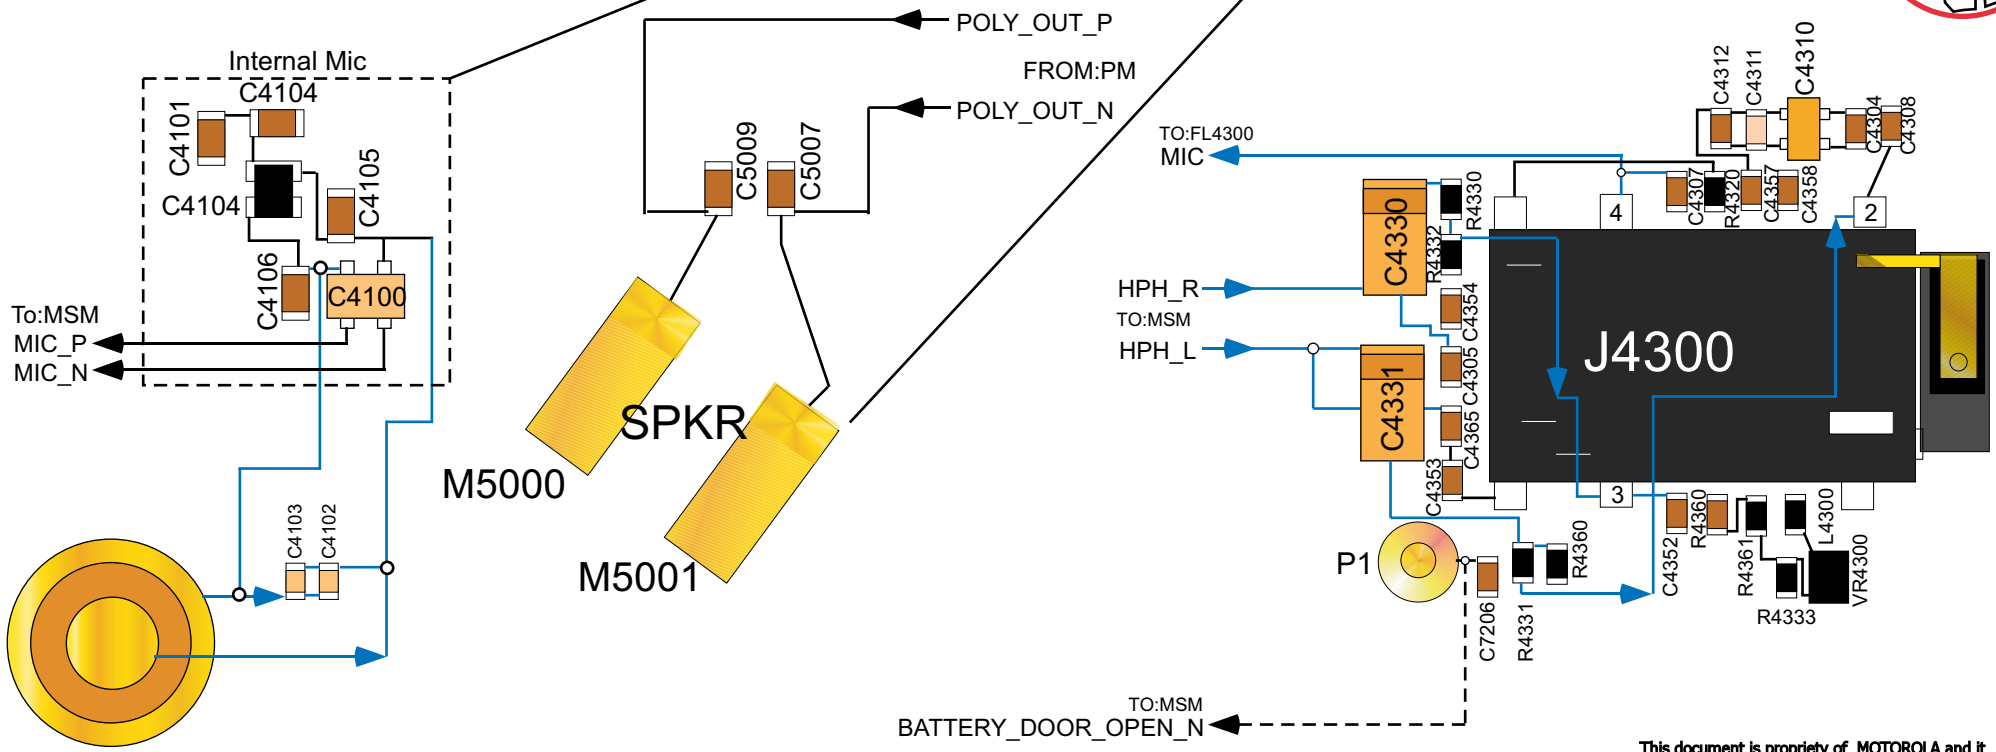 POLY_OUT_P
FROM:PM
POLY_OUT_N
Internal Mic
C4104
C4101
C4104
C4105
C4106
C4100
To:MSM
MIC_P
MIC_N
C4103
C4102
C5009
C5007
SPKR
M5000
M5001
TO:FL4300
MIC
HPH_R
TO:MSM
HPH_L
C4330
C4331
R4330
R4332
C4354
C4305
C4365
C4353
C4312
C4311
C4310
C4304
C4308
C4307
R4320
C4357
C4358
4
2
J4300
3
P1
C7206
R4331
R4360
C4352
R4360
R4361
L4300
VR4300
R4333
TO:MSM
BATTERY_DOOR_OPEN_N
This document is propriety of MOTOROLA and it